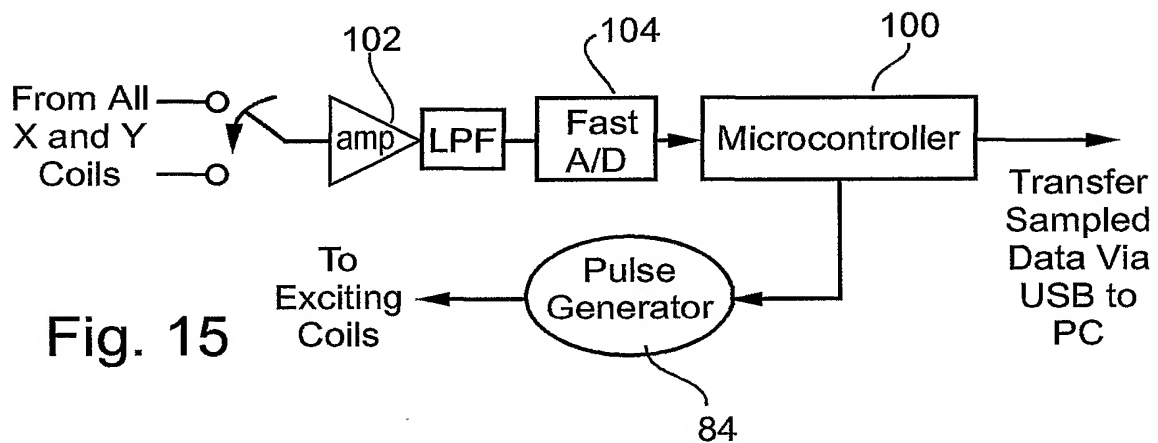 102
104
100
From All
X and Y
Coils
amp
LPF
Fast
A/D
Microcontroller
Transfer
Sampled
Data Via
USB to
PC
To
Exciting
Coils
Pulse
Generator
84
Fig. 15